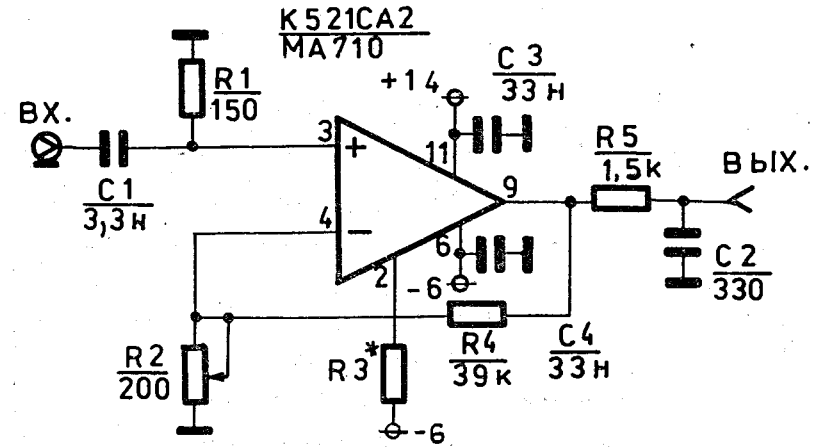 К521СА2
МА710
ВХ.
R1
150
С1
3,3н
3
+
4
−
11
9
6
2
+14
С3
33н
R5
1,5к
ВЫХ.
С2
330
-6
R4
39к
С4
33н
R2
200
R3*
-6